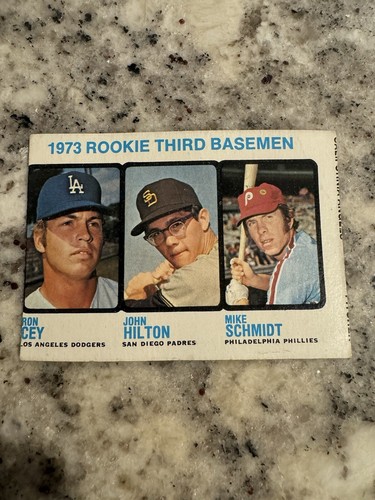 1973 ROOKIE THIRD BASEMEN
LA
SD
P
RON
CEY
LOS ANGELES DODGERS
JOHN
HILTON
SAN DIEGO PADRES
MIKE
SCHMIDT
PHILADELPHIA PHILLIES